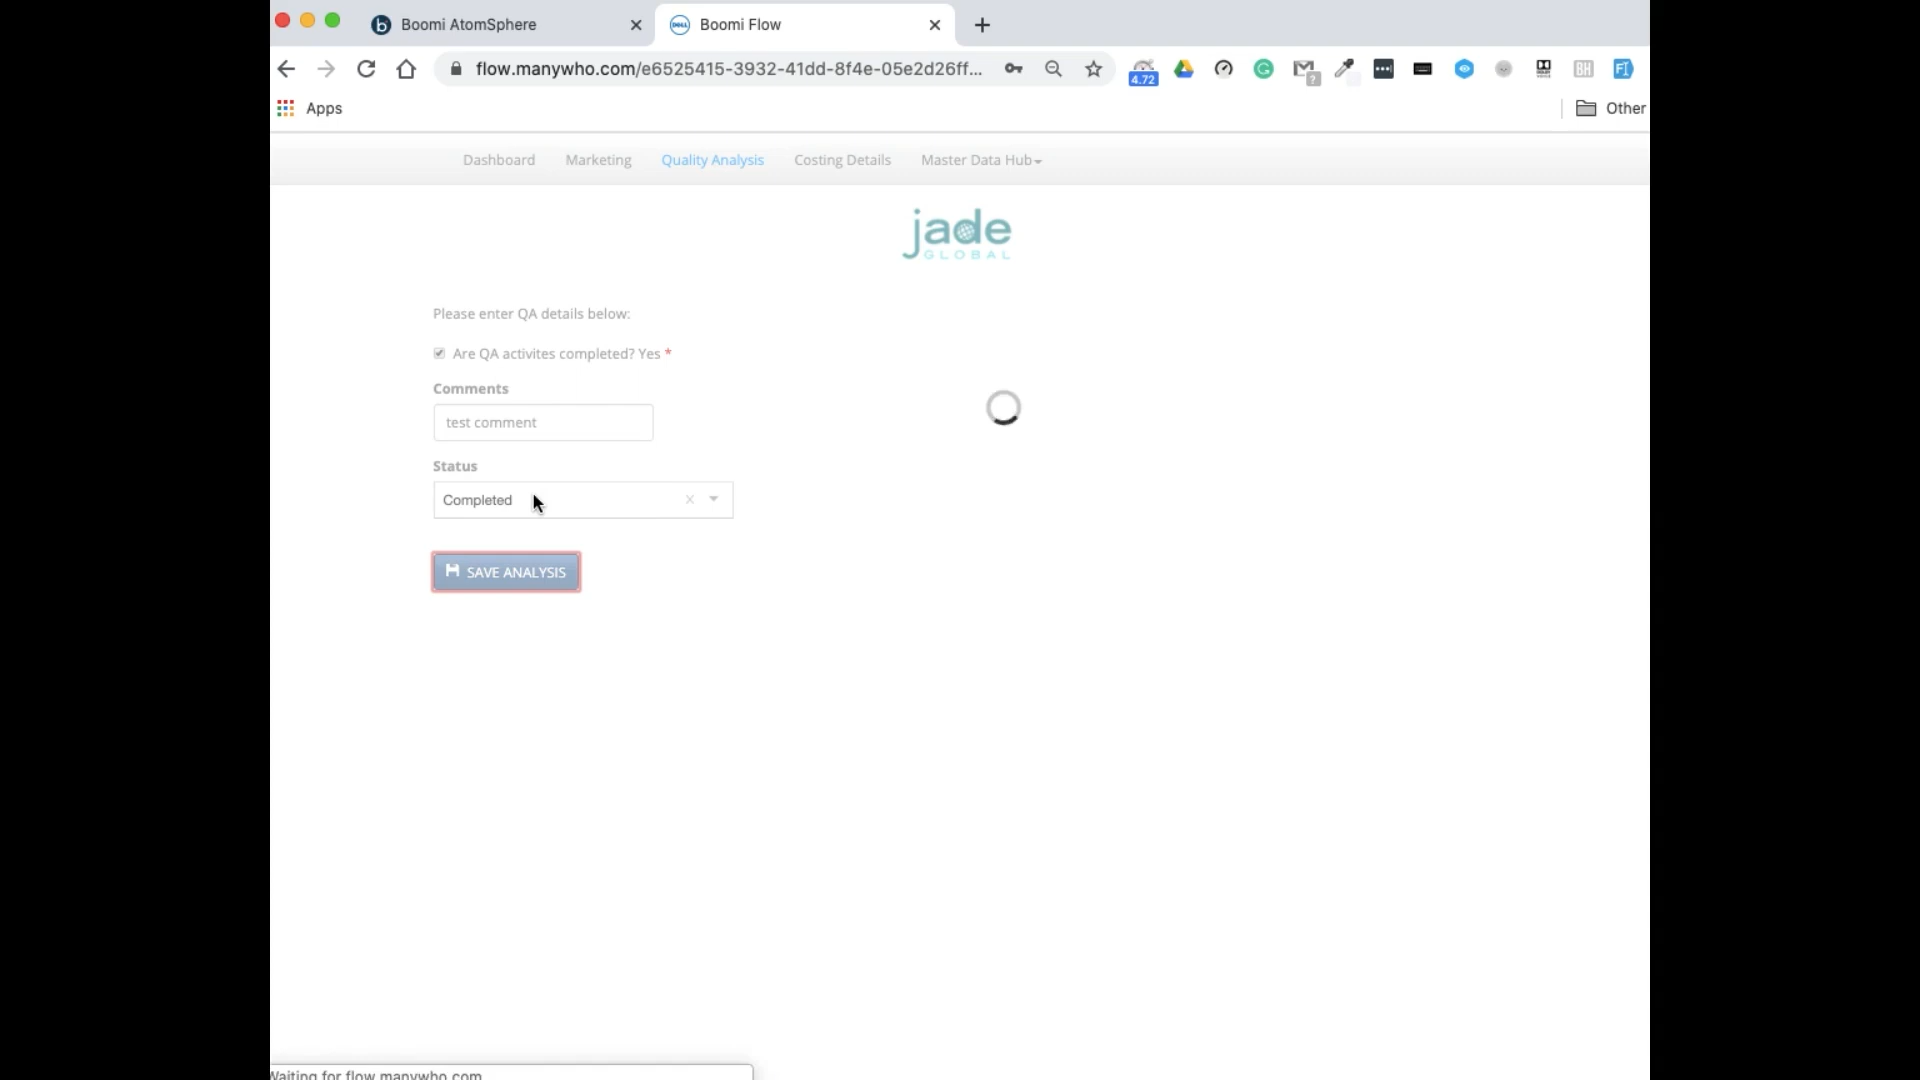 Boomi AtomSphere
Boomi Flow
flow.manywho.com/e6525415-3932-41dd-8f4e-05e2d26ff...
4.72
Apps
Other
Dashboard
Marketing
Quality Analysis
Costing Details
Master Data Hub
jade
GLOBAL
Please enter QA details below:
Are QA activites completed? Yes *
Comments
test comment
Status
Completed
SAVE ANALYSIS
Waiting for flow.manywho.com